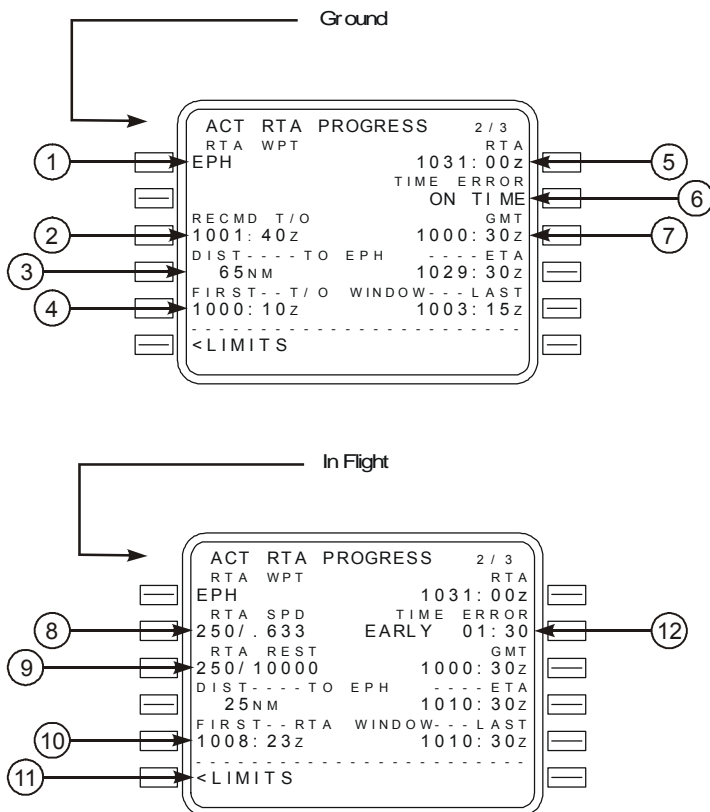 Ground
ACT RTA PROGRESS 2/3
RTA WPT RTA
1 EPH 1031:00z 5
TIME ERROR
ON TIME 6
RECMD T/O GMT
2 1001:40z 1000:30z 7
DIST----TO EPH ----ETA
3 65NM 1029:30z
FIRST--T/O WINDOW---LAST
4 1000:10z 1003:15z
------------------------
<LIMITS
In Flight
ACT RTA PROGRESS 2/3
RTA WPT RTA
EPH 1031:00z
RTA SPD TIME ERROR
8 250/.633 EARLY 01:30 12
RTA REST GMT
9 250/10000 1000:30z
DIST----TO EPH ----ETA
25NM 1010:30z
FIRST--RTA WINDOW---LAST
10 1008:23z 1010:30z
------------------------
11 <LIMITS